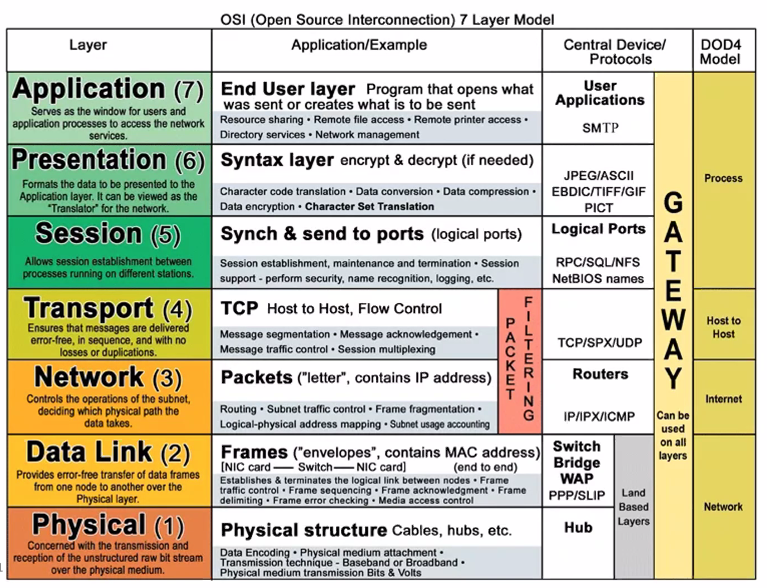 OSI (Open Source Interconnection) 7 Layer Model
Layer
Application/Example
Central Device/
Protocols
DOD4
Model
Application (7)
Serves as the window for users and
application processes to access the network
services.
End User layer Program that opens what
was sent or creates what is to be sent
Resource sharing • Remote file access • Remote printer access •
Directory services • Network management
User
Applications
SMTP
Presentation (6)
Formats the data to be presented to the
Application layer. It can be viewed as the
"Translator" for the network.
Syntax layer encrypt & decrypt (if needed)
Character code translation • Data conversion • Data compression •
Data encryption • Character Set Translation
JPEG/ASCII
EBDIC/TIFF/GIF
PICT
Process
Session (5)
Allows session establishment between
processes running on different stations.
Synch & send to ports (logical ports)
Session establishment, maintenance and termination • Session
support - perform security, name recognition, logging, etc.
Logical Ports
RPC/SQL/NFS
NetBIOS names
Transport (4)
Ensures that messages are delivered
error-free, in sequence, and with no
losses or duplications.
TCP Host to Host, Flow Control
Message segmentation • Message acknowledgement •
Message traffic control • Session multiplexing
PACKET
FILTERING
TCP/SPX/UDP
GATEWAY
Can be
used
on all
layers
Host to
Host
Network (3)
Controls the operations of the subnet,
deciding which physical path the
data takes.
Packets ("letter", contains IP address)
Routing • Subnet traffic control • Frame fragmentation •
Logical-physical address mapping • Subnet usage accounting
Routers
IP/IPX/ICMP
Internet
Data Link (2)
Provides error-free transfer of data frames
from one node to another over the
Physical layer.
Frames ("envelopes", contains MAC address)
[NIC card — Switch — NIC card] (end to end)
Establishes & terminates the logical link between nodes • Frame
traffic control • Frame sequencing • Frame acknowledgment • Frame
delimiting • Frame error checking • Media access control
Switch
Bridge
WAP
PPP/SLIP
Land
Based
Layers
Network
Physical (1)
Concerned with the transmission and
reception of the unstructured raw bit stream
over the physical medium.
Physical structure Cables, hubs, etc.
Data Encoding • Physical medium attachment •
Transmission technique - Baseband or Broadband •
Physical medium transmission Bits & Volts
Hub